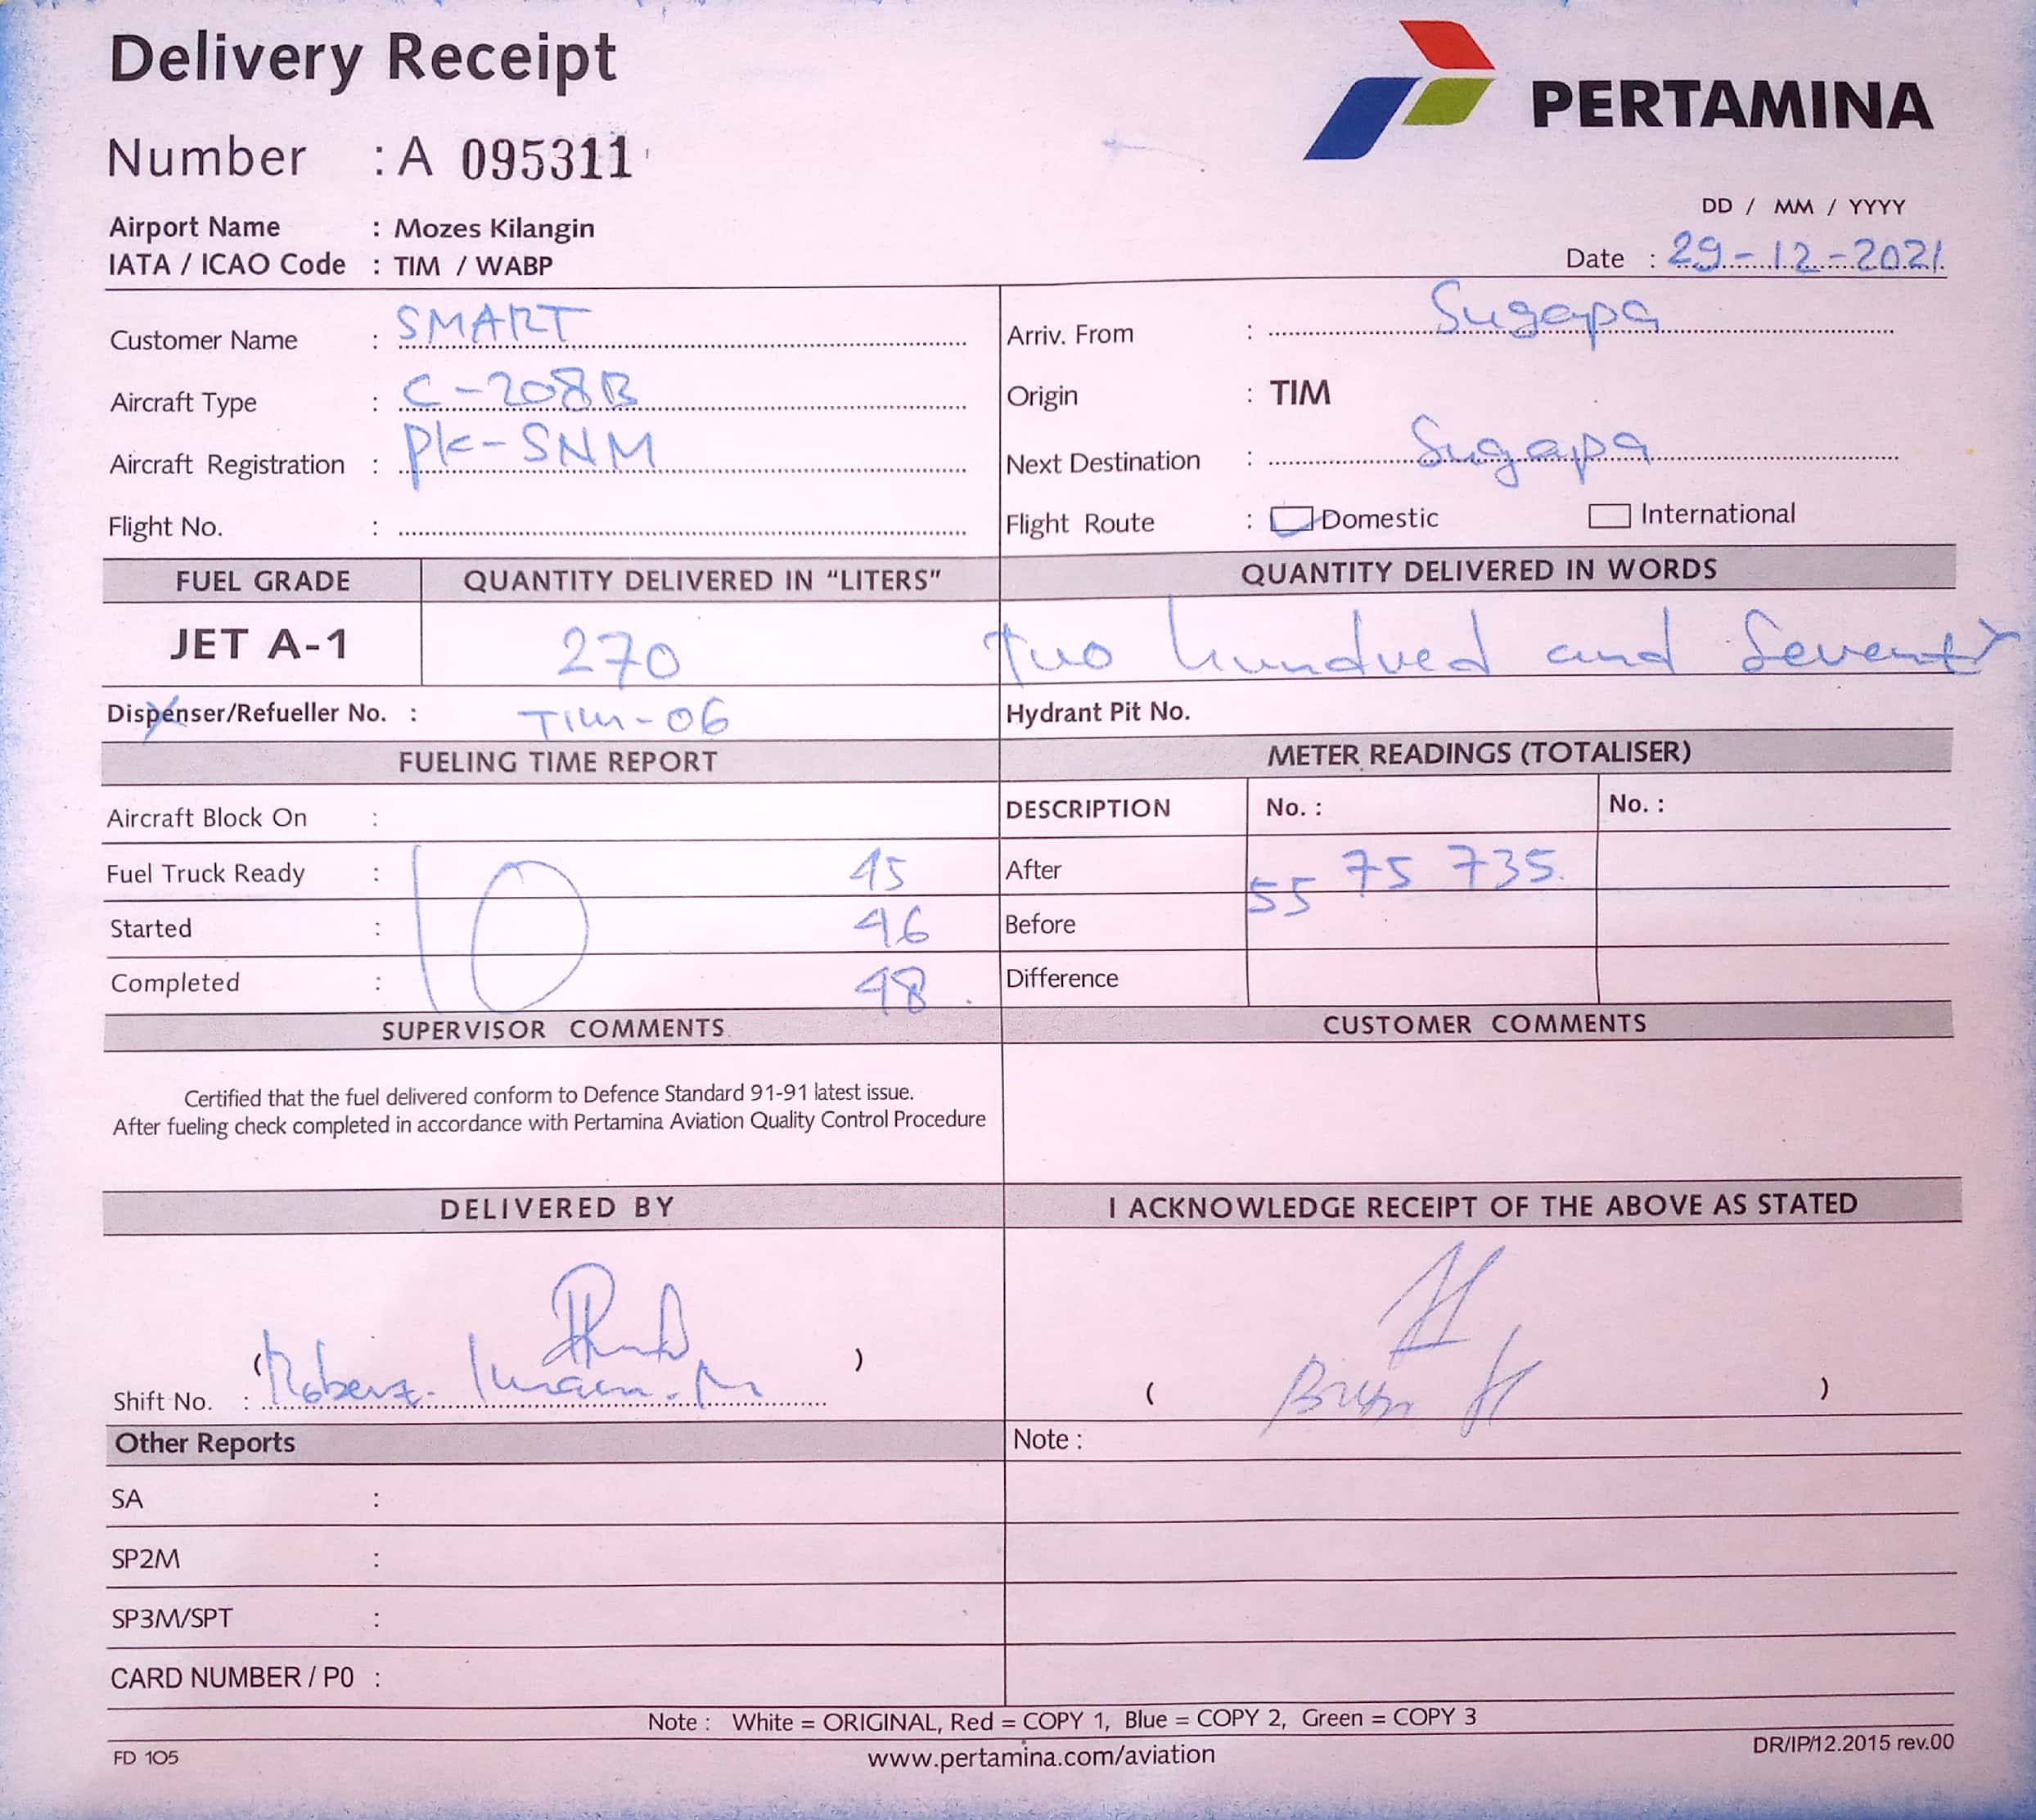 Delivery Receipt
PERTAMINA
Number : A 095311
DD / MM / YYYY
Airport Name : Mozes Kilangin
IATA / ICAO Code : TIM / WABP
Date : 29-12-2021
Customer Name : SMART
Arriv. From : Sugapa
Aircraft Type : C-208B
Origin : TIM
Aircraft Registration : PK-SNM
Next Destination : Sugapa
Flight No. :
Flight Route : Domestic International
FUEL GRADE QUANTITY DELIVERED IN “LITERS” QUANTITY DELIVERED IN WORDS
JET A-1 270 Two hundred and Seventy
Dispenser/Refueller No. : TIM-06 Hydrant Pit No.
FUELING TIME REPORT METER READINGS (TOTALISER)
Aircraft Block On : DESCRIPTION No. : No. :
Fuel Truck Ready : 45 After 75 735
Started : 10 46 Before 55
Completed : 48 Difference
SUPERVISOR COMMENTS CUSTOMER COMMENTS
Certified that the fuel delivered conform to Defence Standard 91-91 latest issue.
After fueling check completed in accordance with Pertamina Aviation Quality Control Procedure
DELIVERED BY I ACKNOWLEDGE RECEIPT OF THE ABOVE AS STATED
( ) ( )
Shift No. :
Other Reports Note :
SA :
SP2M :
SP3M/SPT :
CARD NUMBER / PO :
Note : White = ORIGINAL, Red = COPY 1, Blue = COPY 2, Green = COPY 3
FD 105 www.pertamina.com/aviation DR/IP/12.2015 rev.00